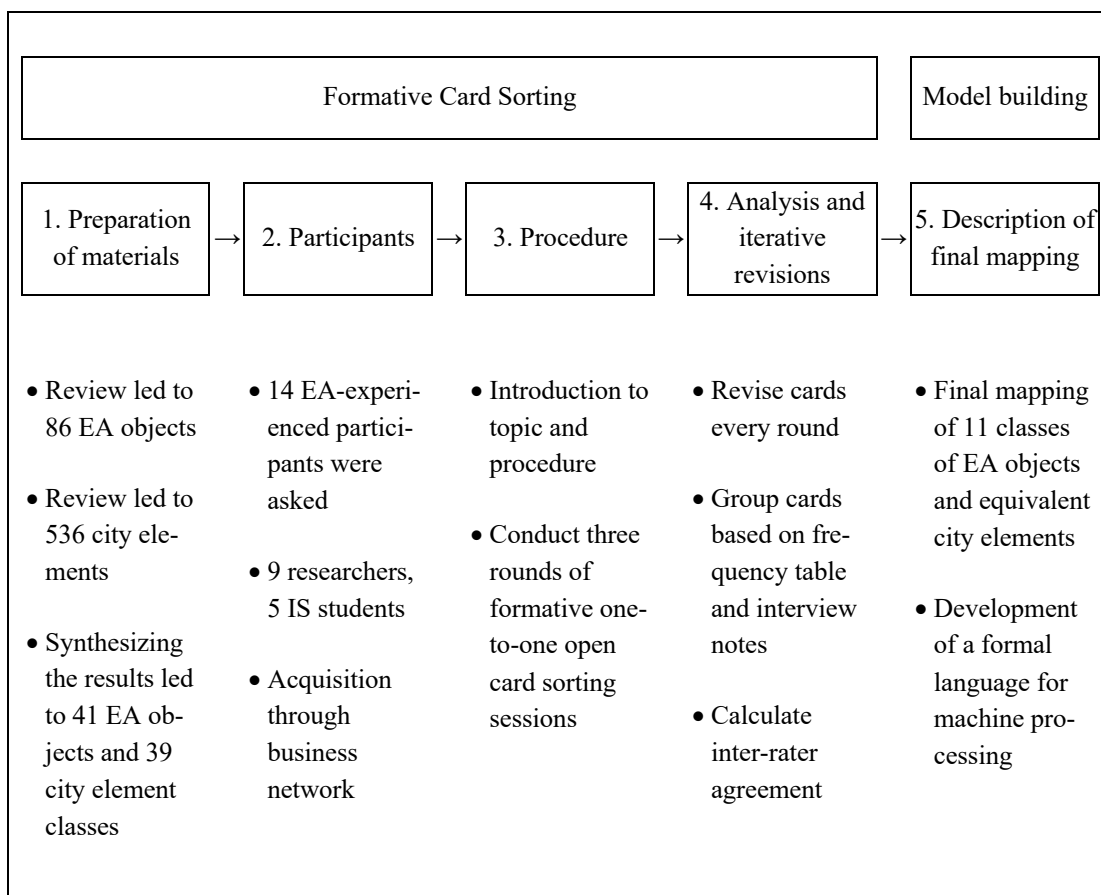 Formative Card Sorting
Model building
1. Preparation
of materials
→
2. Participants
→
3. Procedure
→
4. Analysis and
iterative
revisions
→
5. Description of
final mapping
• Review led to
86 EA objects
• Review led to
536 city ele-
ments
• Synthesizing
the results led
to 41 EA ob-
jects and 39
city element
classes
• 14 EA-experi-
enced partici-
pants were
asked
• 9 researchers,
5 IS students
• Acquisition
through
business
network
• Introduction to
topic and
procedure
• Conduct three
rounds of
formative one-
to-one open
card sorting
sessions
• Revise cards
every round
• Group cards
based on fre-
quency table
and interview
notes
• Calculate
inter-rater
agreement
• Final mapping
of 11 classes
of EA objects
and equivalent
city elements
• Development
of a formal
language for
machine pro-
cessing